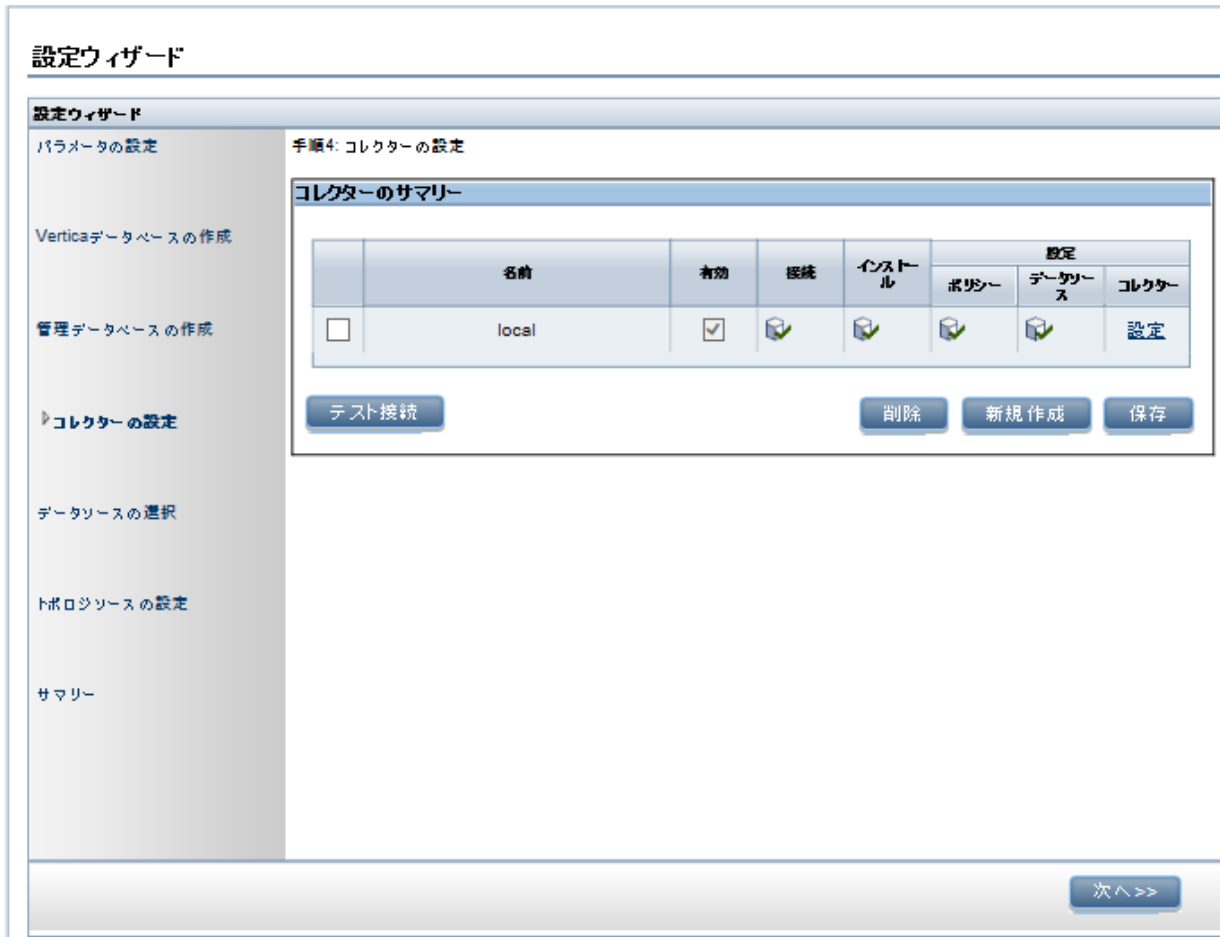 設定ウィザード
設定ウィザード
パラメータの設定
Verticaデータベースの作成
管理データベースの作成
コレクターの設定
データソースの選択
トポロジソースの設定
サマリー
手順4: コレクターの設定
コレクターのサマリー
名前
有効
接続
インストー
ル
設定
ポリシー
データソー
ス
コレクター
local
設定
テスト接続
削除
新規作成
保存
次へ>>